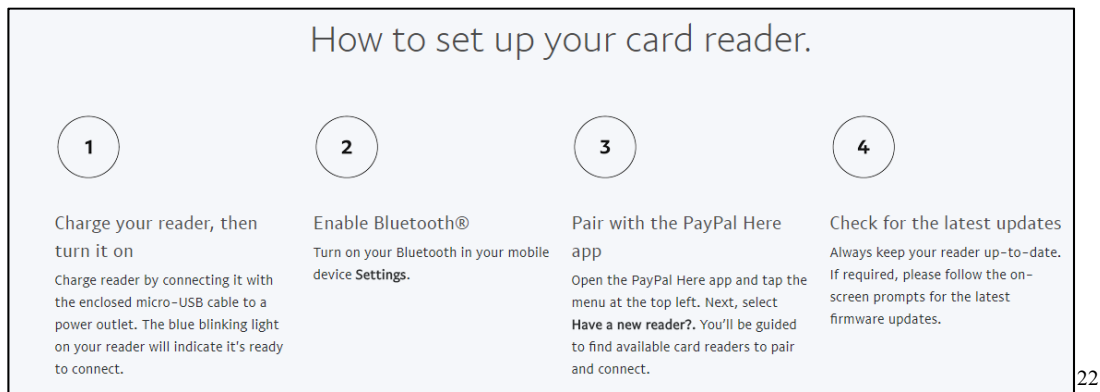 How to set up your card reader.
1
Charge your reader, then
turn it on
Charge reader by connecting it with
the enclosed micro-USB cable to a
power outlet. The blue blinking light
on your reader will indicate it's ready
to connect.
2
Enable Bluetooth®
Turn on your Bluetooth in your mobile
device Settings.
3
Pair with the PayPal Here
app
Open the PayPal Here app and tap the
menu at the top left. Next, select
Have a new reader?. You'll be guided
to find available card readers to pair
and connect.
4
Check for the latest updates
Always keep your reader up-to-date.
If required, please follow the on-
screen prompts for the latest
firmware updates.
22